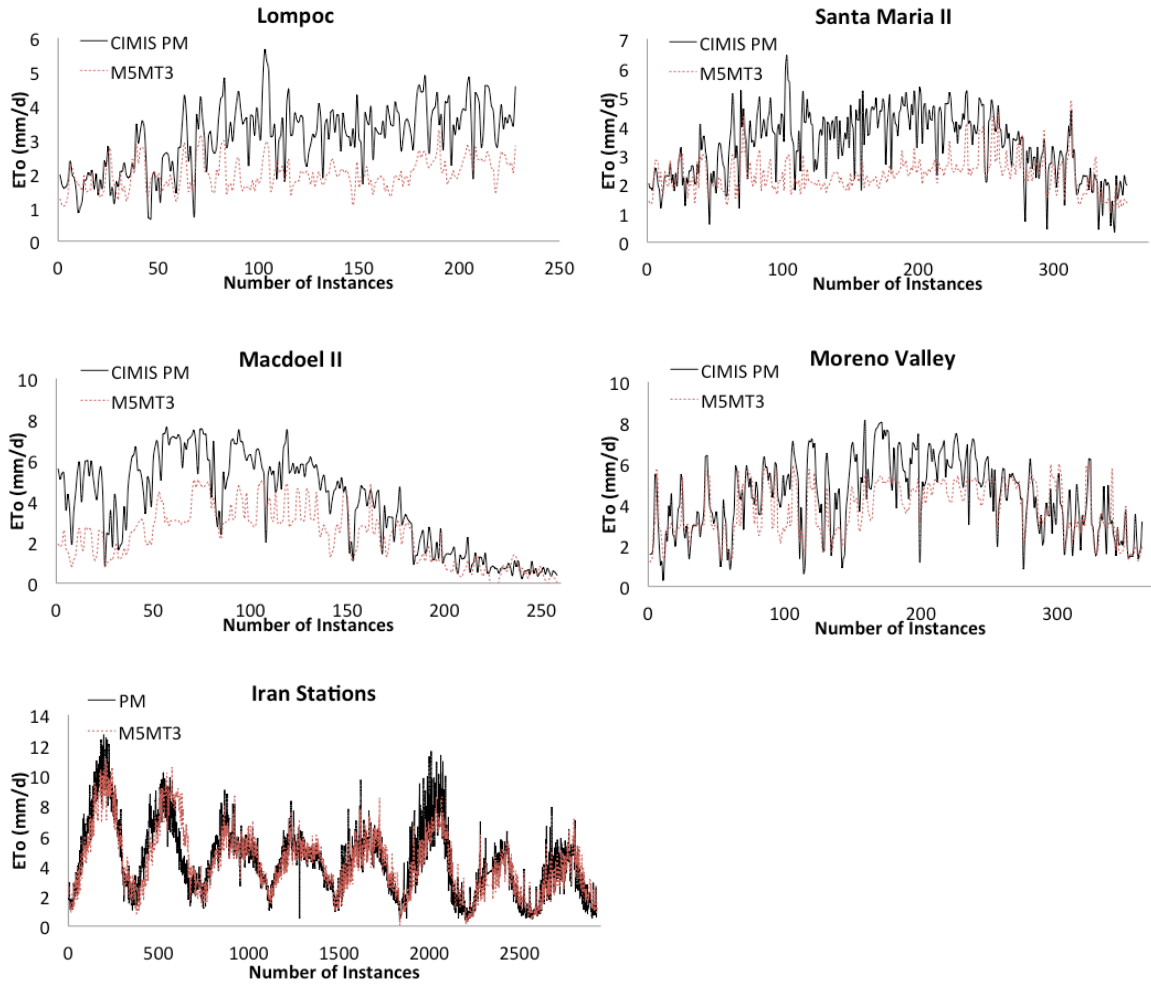 Lompoc
CIMIS PM
M5MT3
ETo (mm/d)
6
5
4
3
2
1
0
0 50 100 150 200 250
Number of Instances
Santa Maria II
CIMIS PM
M5MT3
ETo (mm/d)
7
6
5
4
3
2
1
0
0 100 200 300
Number of Instances
Macdoel II
CIMIS PM
M5MT3
ETo (mm/d)
10
8
6
4
2
0
0 50 100 150 200 250
Number of Instances
Moreno Valley
CIMIS PM
M5MT3
ETo (mm/d)
10
8
6
4
2
0
0 100 200 300
Number of Instances
Iran Stations
PM
M5MT3
ETo (mm/d)
14
12
10
8
6
4
2
0
0 500 1000 1500 2000 2500
Number of Instances